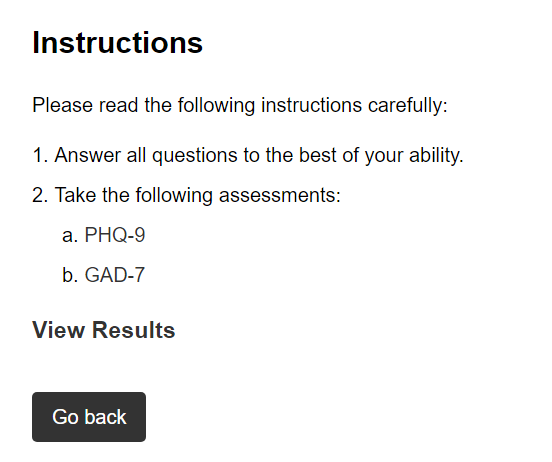 Instructions
Please read the following instructions carefully:
1. Answer all questions to the best of your ability.
2. Take the following assessments:
a. PHQ-9
b. GAD-7
View Results
Go back